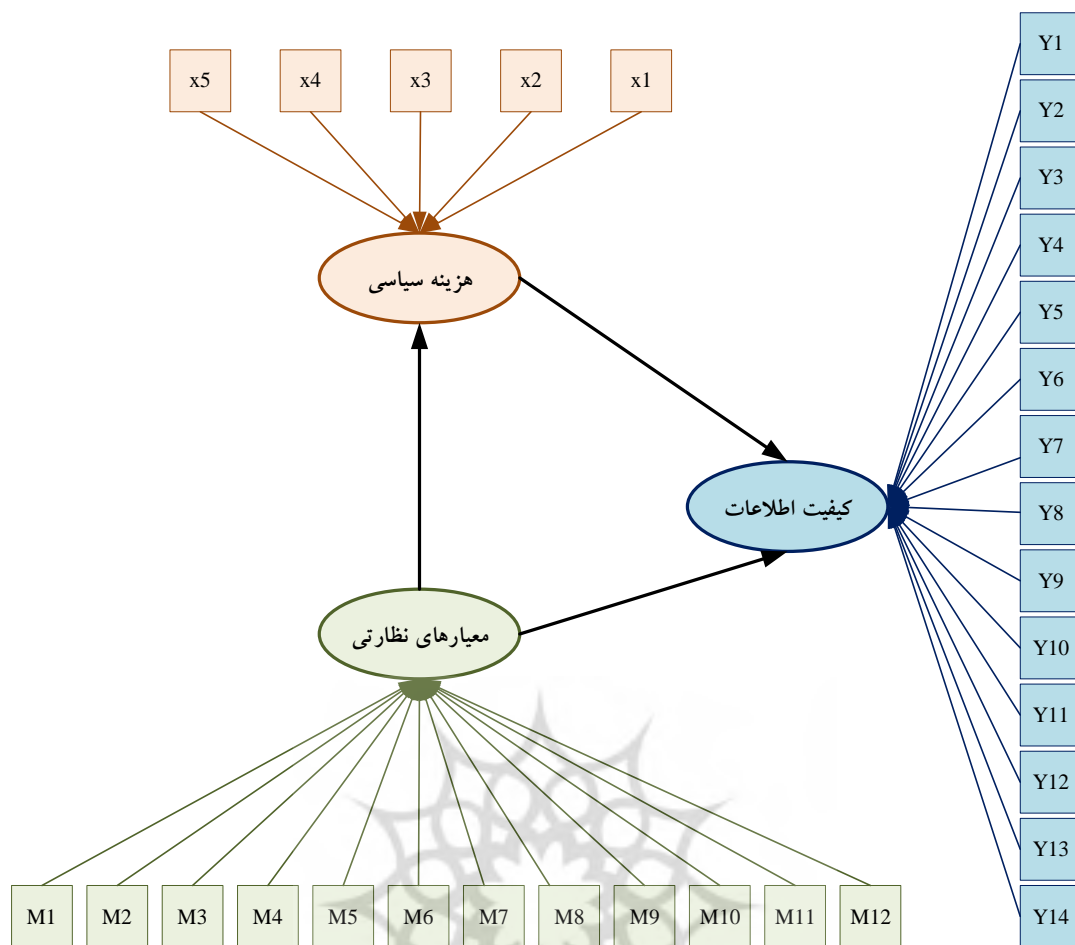 x5 x4 x3 x2 x1
هزینه سیاسی
کیفیت اطلاعات
معیارهای نظارتی
M1 M2 M3 M4 M5 M6 M7 M8 M9 M10 M11 M12
Y1
Y2
Y3
Y4
Y5
Y6
Y7
Y8
Y9
Y10
Y11
Y12
Y13
Y14